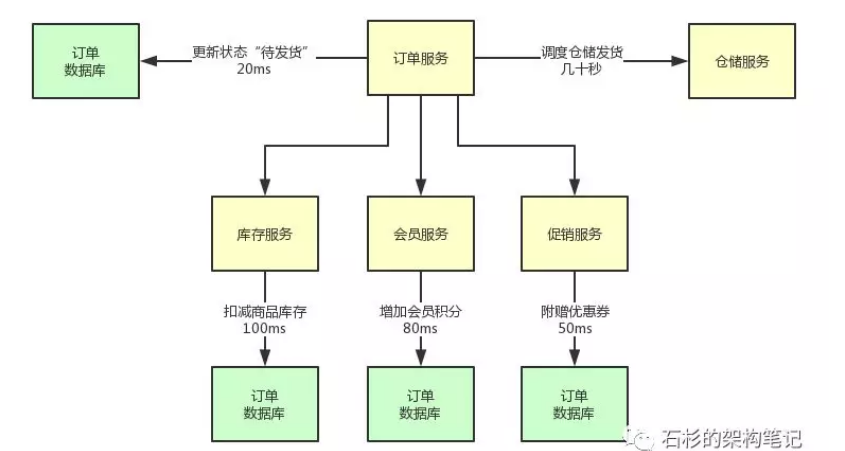 订单
数据库
更新状态“待发货”
20ms
订单服务
调度仓储发货
几十秒
仓储服务
库存服务
会员服务
促销服务
扣减商品库存
100ms
增加会员积分
80ms
附赠优惠券
50ms
订单
数据库
订单
数据库
订单
数据库
石杉的架构笔记